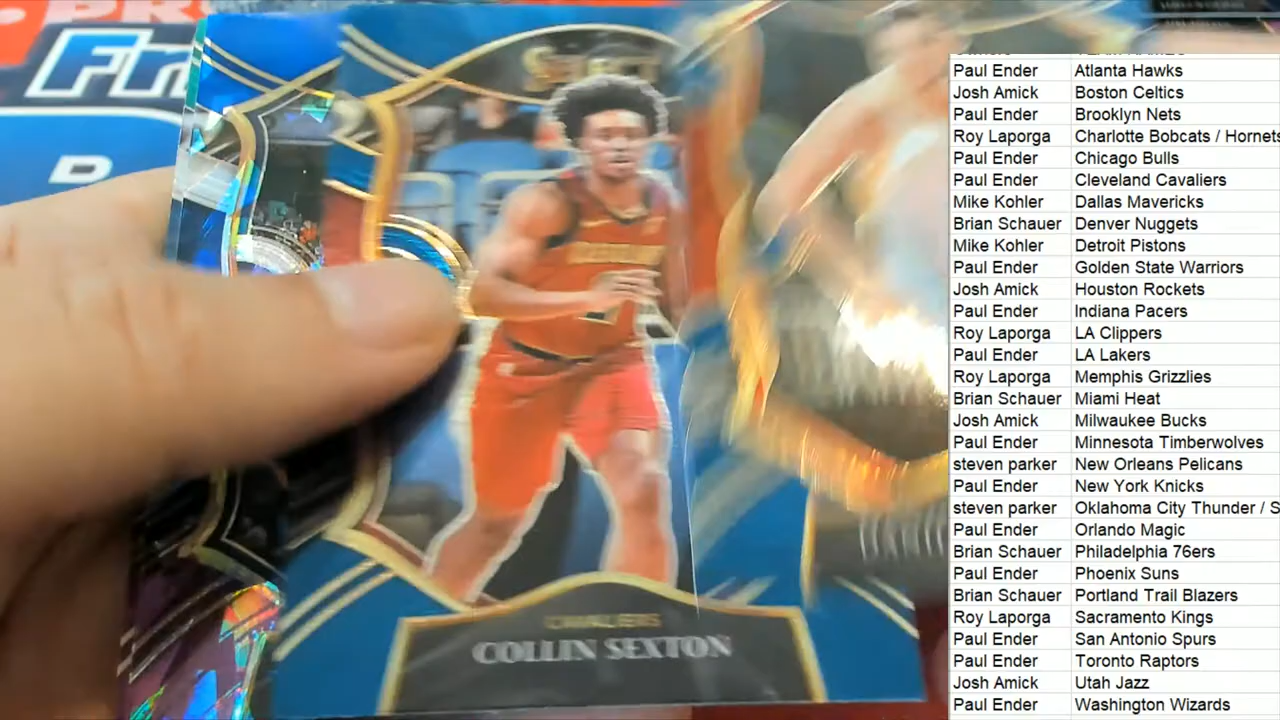 Fr
D
SELECT
CAVALIERS
COLLIN SEXTON
Paul Ender Atlanta Hawks
Josh Amick Boston Celtics
Paul Ender Brooklyn Nets
Roy Laporga Charlotte Bobcats / Hornets
Paul Ender Chicago Bulls
Paul Ender Cleveland Cavaliers
Mike Kohler Dallas Mavericks
Brian Schauer Denver Nuggets
Mike Kohler Detroit Pistons
Paul Ender Golden State Warriors
Josh Amick Houston Rockets
Paul Ender Indiana Pacers
Roy Laporga LA Clippers
Paul Ender LA Lakers
Roy Laporga Memphis Grizzlies
Brian Schauer Miami Heat
Josh Amick Milwaukee Bucks
Paul Ender Minnesota Timberwolves
steven parker New Orleans Pelicans
Paul Ender New York Knicks
steven parker Oklahoma City Thunder / S
Paul Ender Orlando Magic
Brian Schauer Philadelphia 76ers
Paul Ender Phoenix Suns
Brian Schauer Portland Trail Blazers
Roy Laporga Sacramento Kings
Paul Ender San Antonio Spurs
Paul Ender Toronto Raptors
Josh Amick Utah Jazz
Paul Ender Washington Wizards